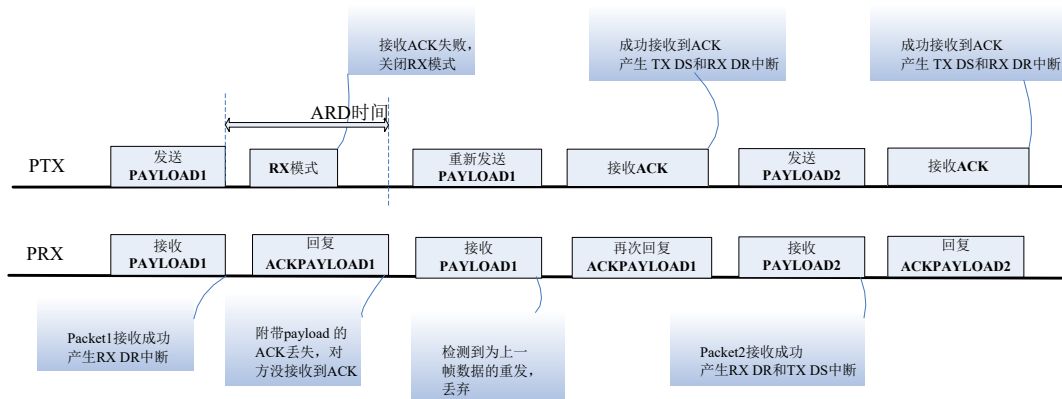 接收ACK失败，
关闭RX模式
成功接收到ACK
产生 TX DS和RX DR中断
成功接收到ACK
产生 TX DS和RX DR中断
ARD时间
PTX
发送
PAYLOAD1
RX模式
重新发送
PAYLOAD1
接收ACK
发送
PAYLOAD2
接收ACK
PRX
接收
PAYLOAD1
回复
ACKPAYLOAD1
接收
PAYLOAD1
再次回复
ACKPAYLOAD1
接收
PAYLOAD2
回复
ACKPAYLOAD2
Packet1接收成功
产生RX DR中断
附带payload 的
ACK丢失，对
方没接收到ACK
检测到为上一
帧数据的重发，
丢弃
Packet2接收成功
产生RX DR和TX DS中断